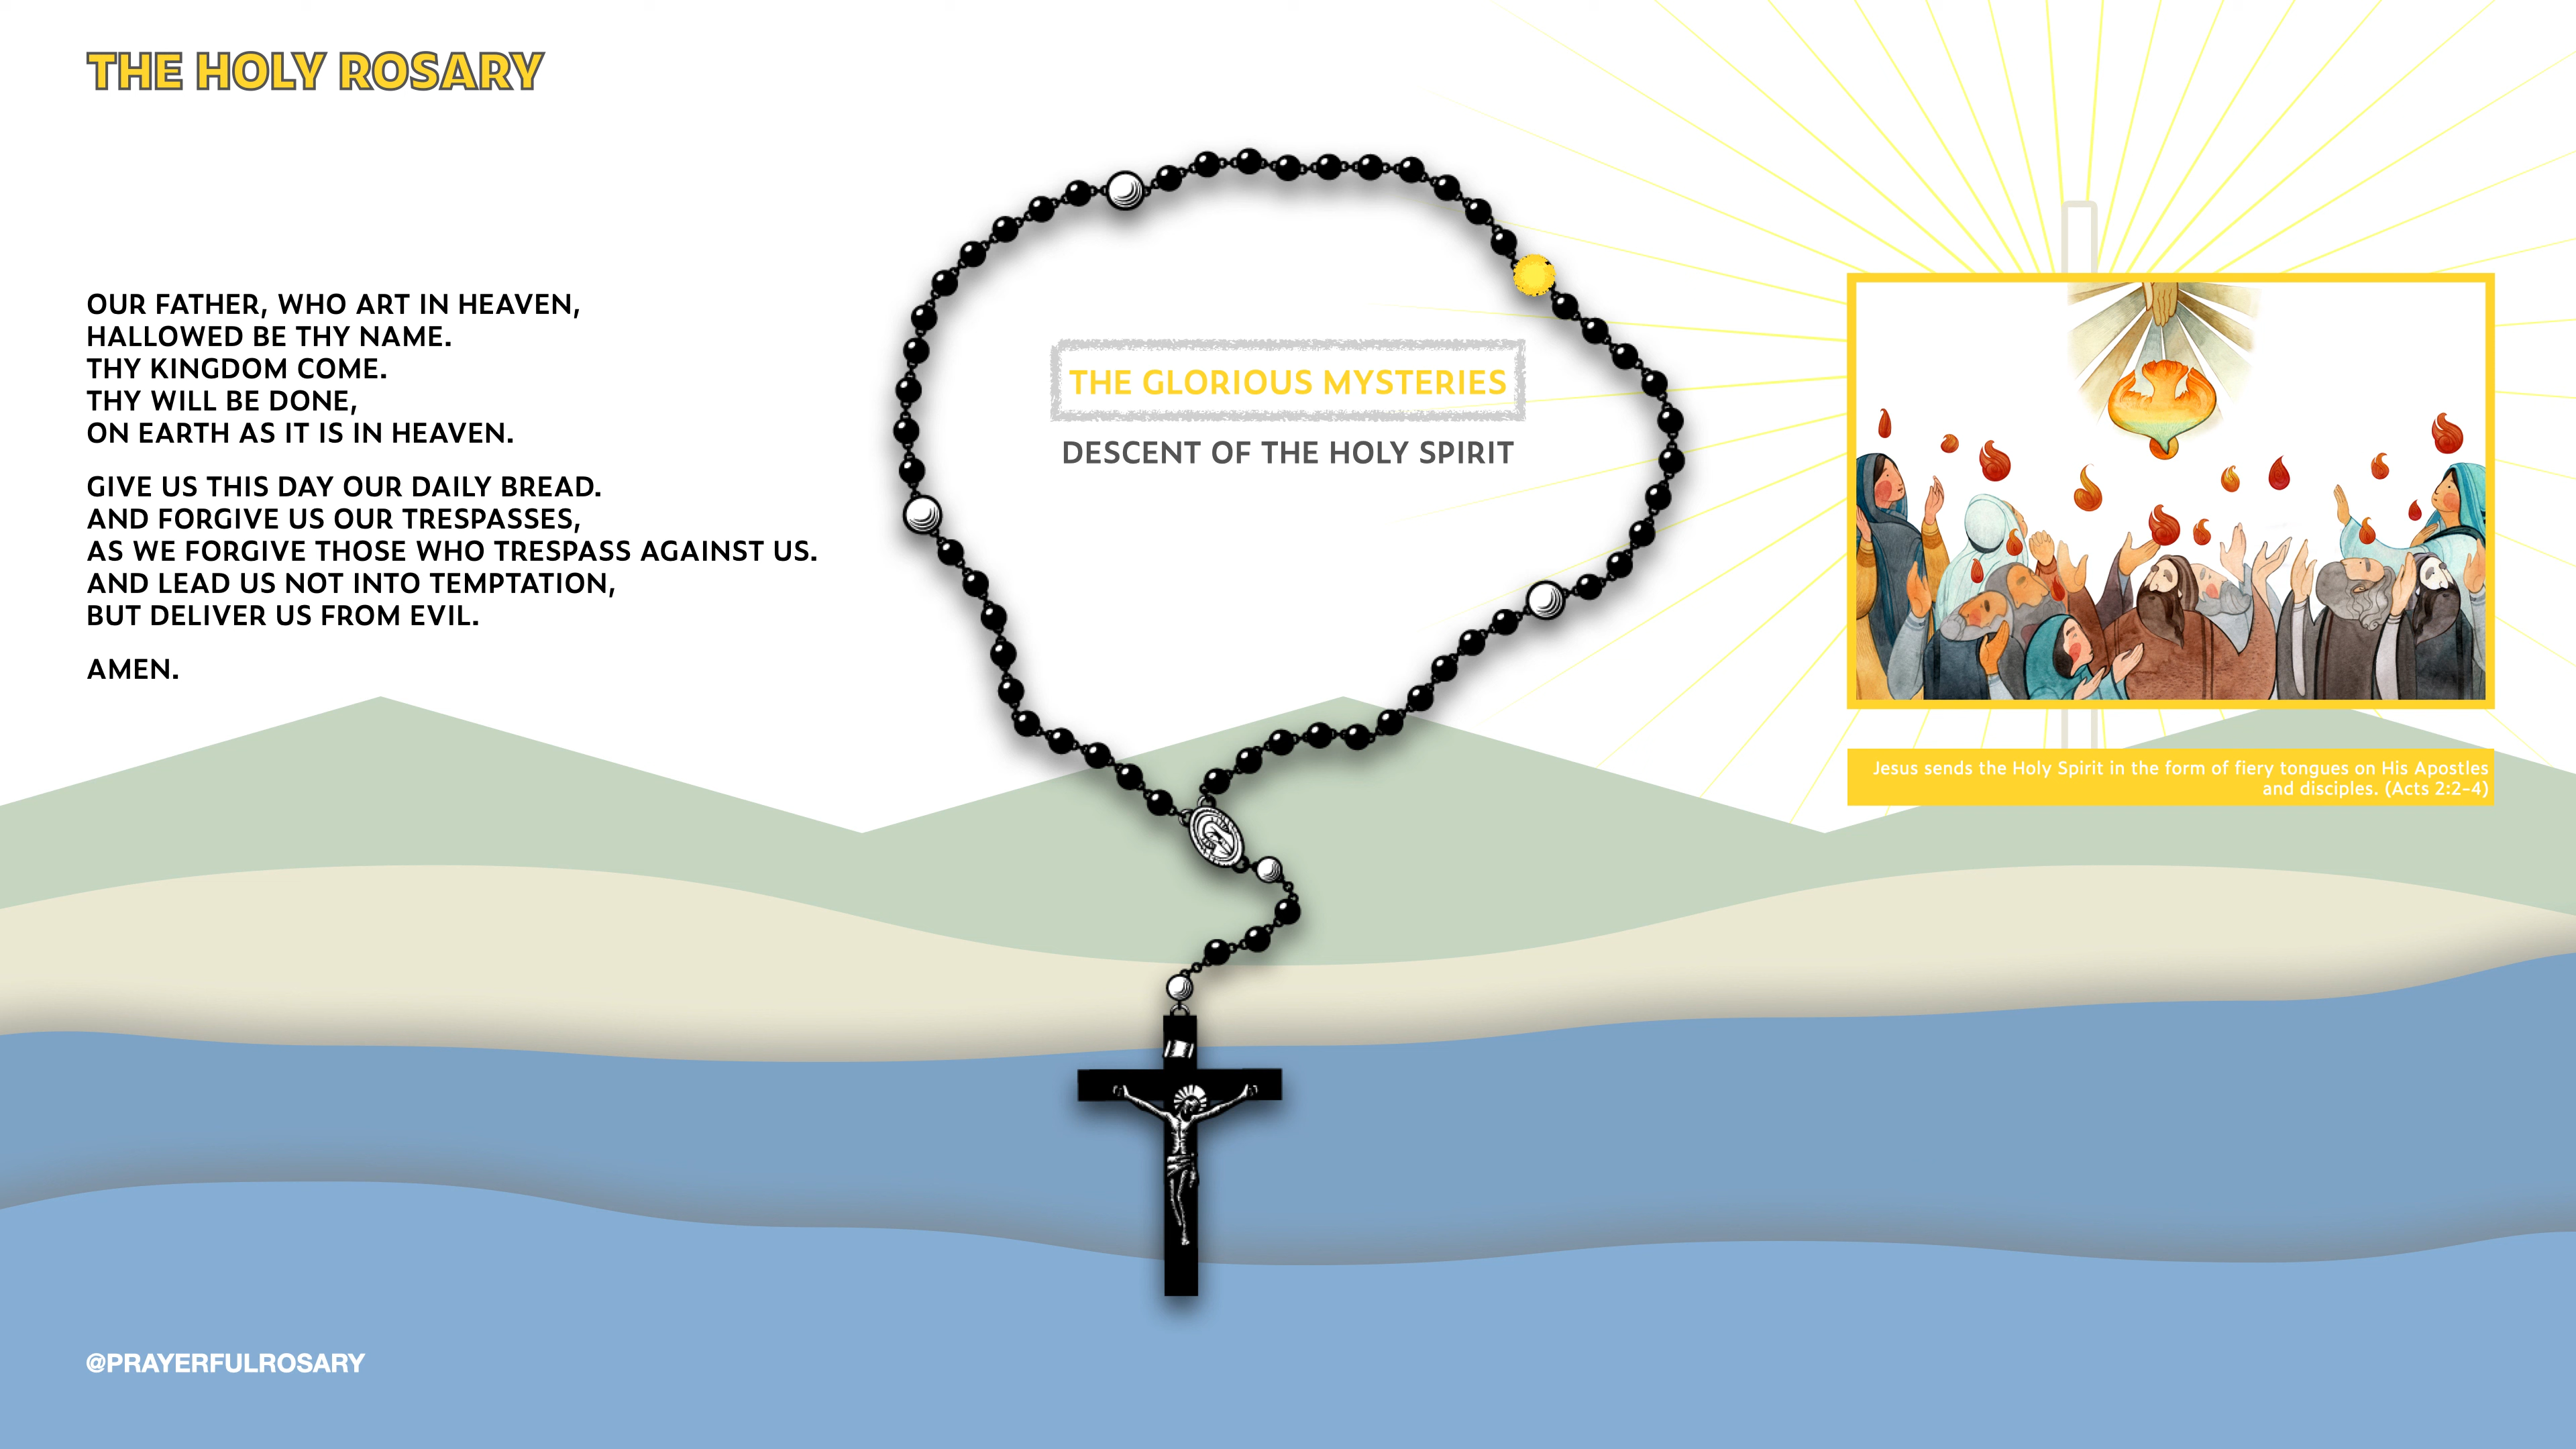 THE HOLY ROSARY
OUR FATHER, WHO ART IN HEAVEN,
HALLOWED BE THY NAME.
THY KINGDOM COME.
THY WILL BE DONE,
ON EARTH AS IT IS IN HEAVEN.
GIVE US THIS DAY OUR DAILY BREAD.
AND FORGIVE US OUR TRESPASSES,
AS WE FORGIVE THOSE WHO TRESPASS AGAINST US.
AND LEAD US NOT INTO TEMPTATION,
BUT DELIVER US FROM EVIL.
AMEN.
THE GLORIOUS MYSTERIES
DESCENT OF THE HOLY SPIRIT
Jesus sends the Holy Spirit in the form of fiery tongues on His Apostles
and disciples. (Acts 2:2-4)
@PRAYERFULROSARY